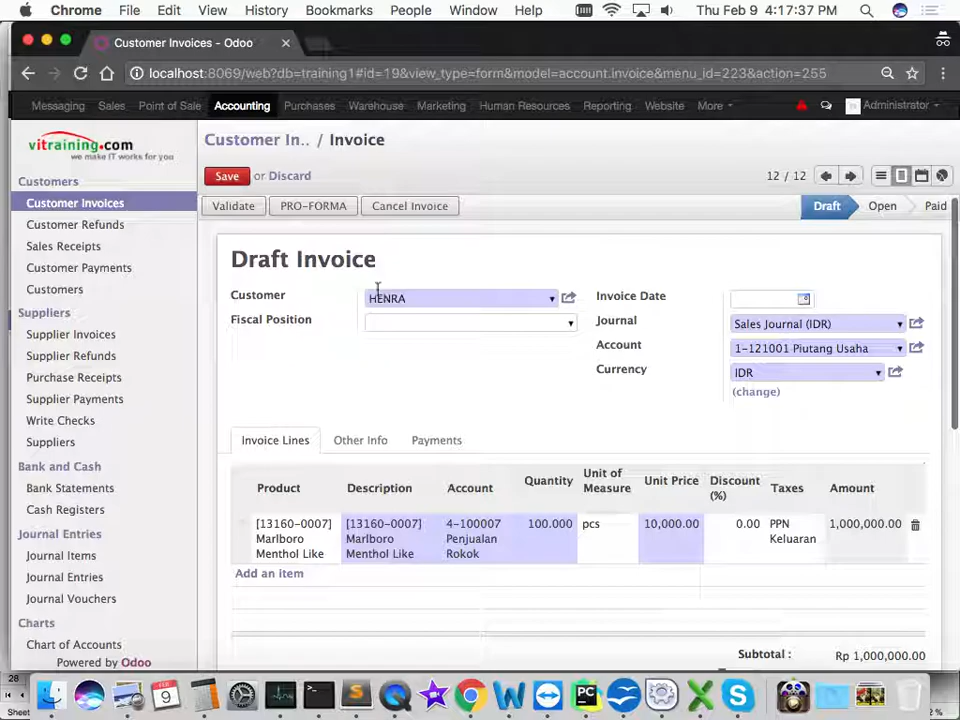 Chrome File Edit View History Bookmarks People Window Help Thu Feb 9 4:17:37 PM
Customer Invoices - Odoo
localhost:8069/web?db=training1#id=19&view_type=form&model=account.invoice&menu_id=223&action=255
Messaging Sales Point of Sale Accounting Purchases Warehouse Marketing Human Resources Reporting Website More Administrator
vitraining.com
we make IT works for you
Customers
Customer Invoices
Customer Refunds
Sales Receipts
Customer Payments
Customers
Suppliers
Supplier Invoices
Supplier Refunds
Purchase Receipts
Supplier Payments
Write Checks
Suppliers
Bank and Cash
Bank Statements
Cash Registers
Journal Entries
Journal Items
Journal Entries
Journal Vouchers
Charts
Chart of Accounts
Powered by Odoo
Customer In.. / Invoice
Save or Discard
12 / 12
Validate PRO-FORMA Cancel Invoice
Draft Open Paid
Draft Invoice
Customer HENRA
Fiscal Position
Invoice Date
Journal Sales Journal (IDR)
Account 1-121001 Piutang Usaha
Currency IDR
(change)
Invoice Lines Other Info Payments
Product Description Account Quantity Unit of Measure Unit Price Discount (%) Taxes Amount
[13160-0007] [13160-0007] 4-100007 100.000 pcs 10,000.00 0.00 PPN 1,000,000.00
Marlboro Marlboro Penjualan Keluaran
Menthol Like Menthol Like Rokok
Add an item
Subtotal : Rp 1,000,000.00
28
Sheet
2 %